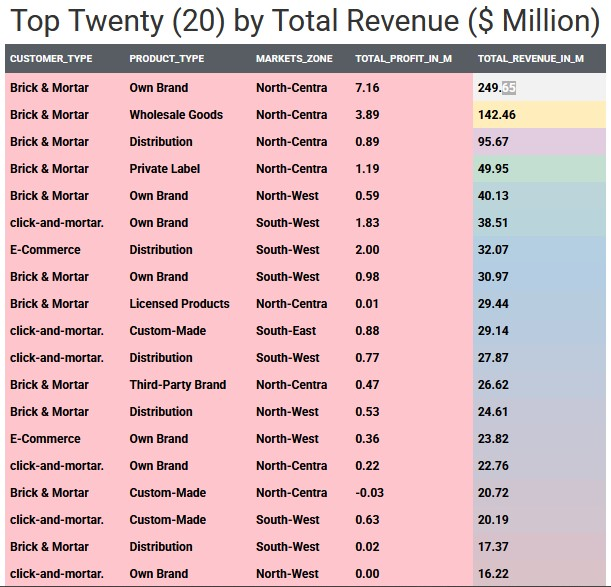 Top Twenty (20) by Total Revenue ($ Million)
CUSTOMER_TYPE PRODUCT_TYPE MARKETS_ZONE TOTAL_PROFIT_IN_M TOTAL_REVENUE_IN_M
Brick & Mortar Own Brand North-Centra 7.16 249.65
Brick & Mortar Wholesale Goods North-Centra 3.89 142.46
Brick & Mortar Distribution North-Centra 0.89 95.67
Brick & Mortar Private Label North-Centra 1.19 49.95
Brick & Mortar Own Brand North-West 0.59 40.13
click-and-mortar. Own Brand South-West 1.83 38.51
E-Commerce Distribution South-West 2.00 32.07
Brick & Mortar Own Brand South-West 0.98 30.97
Brick & Mortar Licensed Products North-Centra 0.01 29.44
click-and-mortar. Custom-Made South-East 0.88 29.14
click-and-mortar. Distribution South-West 0.77 27.87
Brick & Mortar Third-Party Brand North-Centra 0.47 26.62
Brick & Mortar Distribution North-West 0.53 24.61
E-Commerce Own Brand North-West 0.36 23.82
click-and-mortar. Own Brand North-Centra 0.22 22.76
Brick & Mortar Custom-Made North-Centra -0.03 20.72
click-and-mortar. Custom-Made South-West 0.63 20.19
Brick & Mortar Distribution South-West 0.02 17.37
click-and-mortar. Own Brand North-West 0.00 16.22